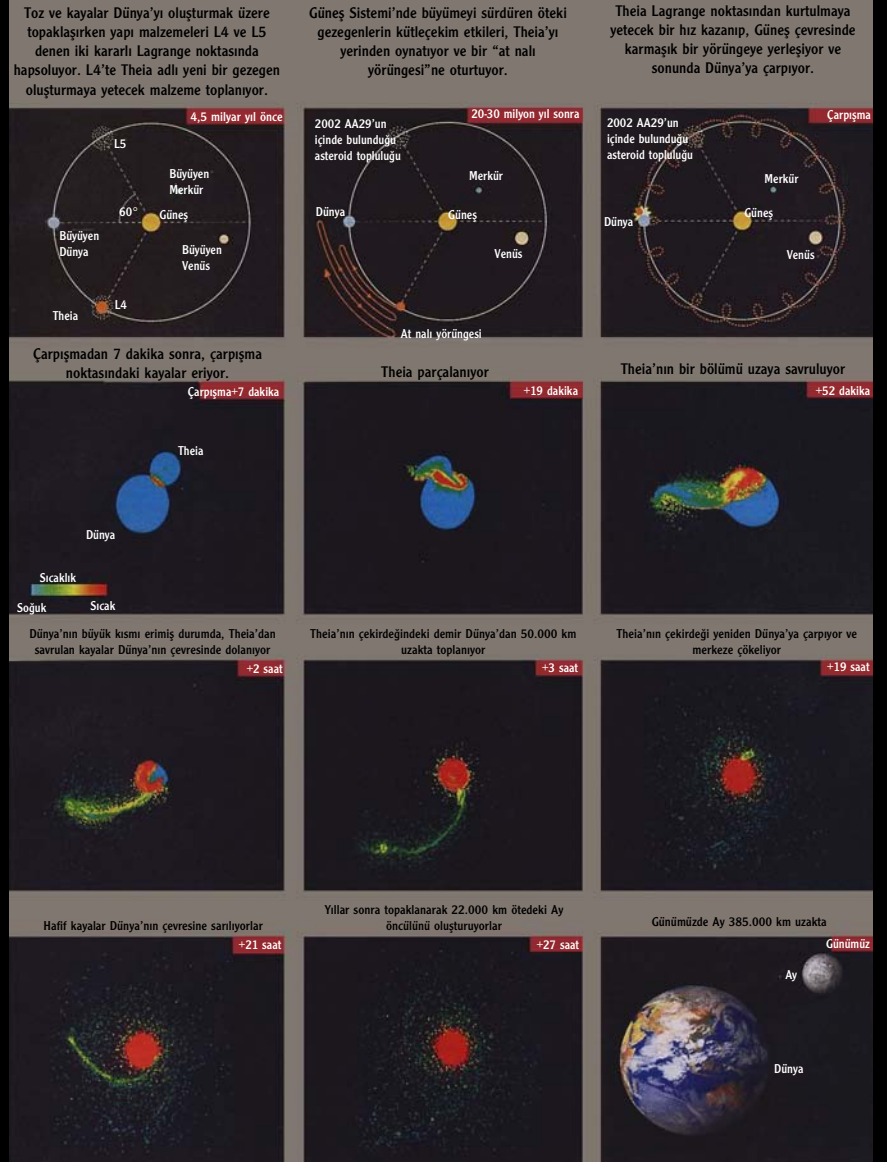 Toz ve kayalar Dünya'yı oluşturmak üzere
topaklaşırken yapı malzemeleri L4 ve L5
denen iki kararlı Lagrange noktasında
hapsoluyor. L4'te Theia adlı yeni bir gezegen
oluşturmaya yetecek malzeme toplanıyor.
4,5 milyar yıl önce
L5
Büyüyen
Merkür
60°
Güneş
Büyüyen
Dünya
Büyüyen
Venüs
L4
Theia
Güneş Sistemi'nde büyümeyi sürdüren öteki
gezegenlerin kütleçekim etkileri, Theia'yı
yerinden oynatıyor ve bir "at nalı
yörüngesi"ne oturtuyor.
20-30 milyon yıl sonra
2002 AA29'un
içinde bulunduğu
asteroid topluluğu
Merkür
Dünya
Güneş
Venüs
At nalı yörüngesi
Theia Lagrange noktasından kurtulmaya
yetecek bir hız kazanıp, Güneş çevresinde
karmaşık bir yörüngeye yerleşiyor ve
sonunda Dünya'ya çarpıyor.
Çarpışma
2002 AA29'un
içinde bulunduğu
asteroid topluluğu
Merkür
Dünya
Güneş
Venüs
Çarpışmadan 7 dakika sonra, çarpışma
noktasındaki kayalar eriyor.
Çarpışma+7 dakika
Theia
Dünya
Sıcaklık
Soğuk Sıcak
Theia parçalanıyor
+19 dakika
Theia'nın bir bölümü uzaya savruluyor
+52 dakika
Dünya'nın büyük kısmı erimiş durumda, Theia'dan
savrulan kayalar Dünya'nın çevresinde dolanıyor
+2 saat
Theia'nın çekirdeğindeki demir Dünya'dan 50.000 km
uzakta toplanıyor
+3 saat
Theia'nın çekirdeği yeniden Dünya'ya çarpıyor ve
merkeze çökeliyor
+19 saat
Hafif kayalar Dünya'nın çevresine sarılıyorlar
+21 saat
Yıllar sonra topaklanarak 22.000 km ötedeki Ay
öncülünü oluşturuyorlar
+27 saat
Günümüzde Ay 385.000 km uzakta
Günümüz
Ay
Dünya